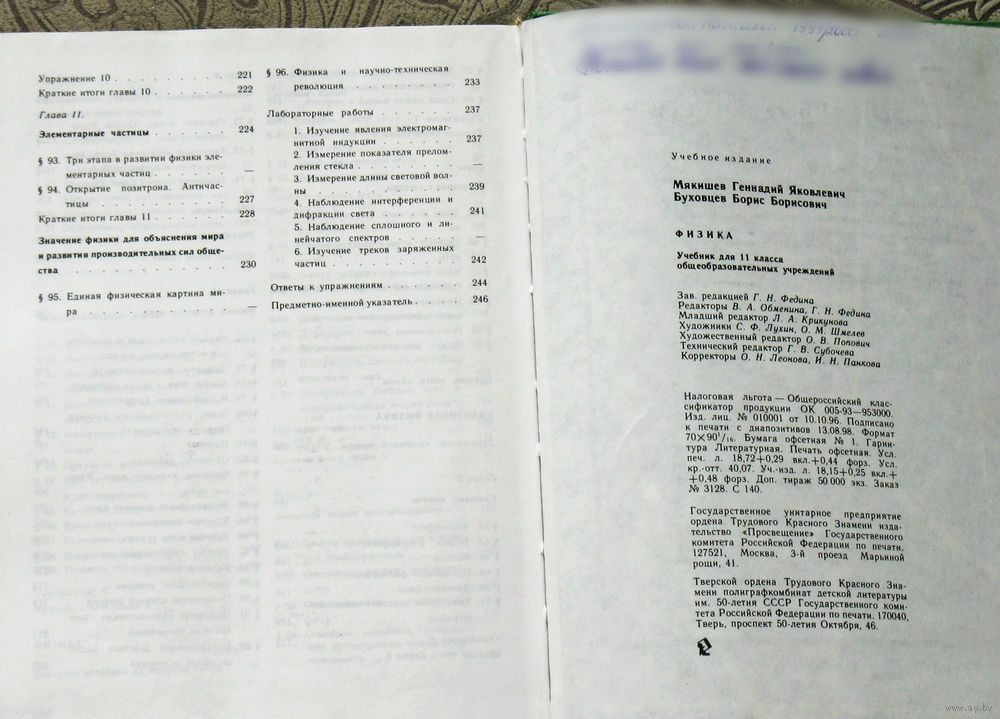 Упражнение 10 . . . . . . . . 221
Краткие итоги главы 10 . . . . . . 222
Глава 11.
Элементарные частицы . . . . . . 224
§ 93. Три этапа в развитии физики эле-
ментарных частиц . . . . . . —
§ 94. Открытие позитрона. Античас-
тицы . . . . . . . . . . 227
Краткие итоги главы 11 . . . . . . 228
Значение физики для объяснения мира
и развития производительных сил обще-
ства . . . . . . . . . . . . 230
§ 95. Единая физическая картина ми-
ра . . . . . . . . . . . —
§ 96. Физика и научно-техническая
революция . . . . . . . . 233
Лабораторные работы . . . . . . 237
1. Изучение явления электромаг-
нитной индукции . . . . . . 237
2. Измерение показателя прелом-
ления стекла . . . . . . . —
3. Измерение длины световой вол-
ны . . . . . . . . . . 239
4. Наблюдение интерференции и
дифракции света . . . . . . 241
5. Наблюдение сплошного и ли-
нейчатого спектров . . . . . —
6. Изучение треков заряженных
частиц . . . . . . . . . 242
Ответы к упражнениям . . . . . . 244
Предметно-именной указатель . . . . 246
1999/2000
Учебное издание
Мякишев Геннадий Яковлевич
Буховцев Борис Борисович
ФИЗИКА
Учебник для 11 класса
общеобразовательных учреждений
Зав. редакцией Г. Н. Федина
Редакторы В. А. Обменина, Г. Н. Федина
Младший редактор Л. А. Крикунова
Художники С. Ф. Лухин, О. М. Шмелев
Художественный редактор О. В. Попович
Технический редактор Г. В. Субочева
Корректоры О. Н. Леонова, И. Н. Панкова
Налоговая льгота — Общероссийский клас-
сификатор продукции ОК 005-93—953000.
Изд. лиц. № 010001 от 10.10.96. Подписано
к печати с диапозитивов 13.08.98. Формат
70×90¹/₁₆. Бумага офсетная № 1. Гарни-
тура Литературная. Печать офсетная. Усл.
печ. л. 18,72+0,29 вкл.+0,44 форз. Усл.
кр.-отт. 40,07. Уч.-изд. л. 18,15+0,25 вкл.+
+0,48 форз. Доп. тираж 50 000 экз. Заказ
№ 3128. С 140.
Государственное унитарное предприятие
ордена Трудового Красного Знамени изда-
тельство «Просвещение» Государственного
комитета Российской Федерации по печати.
127521, Москва, 3-й проезд Марьиной
рощи, 41.
Тверской ордена Трудового Красного Зна-
мени полиграфкомбинат детской литературы
им. 50-летия СССР Государственного коми-
тета Российской Федерации по печати. 170040,
Тверь, проспект 50-летия Октября, 46.
www.ay.by